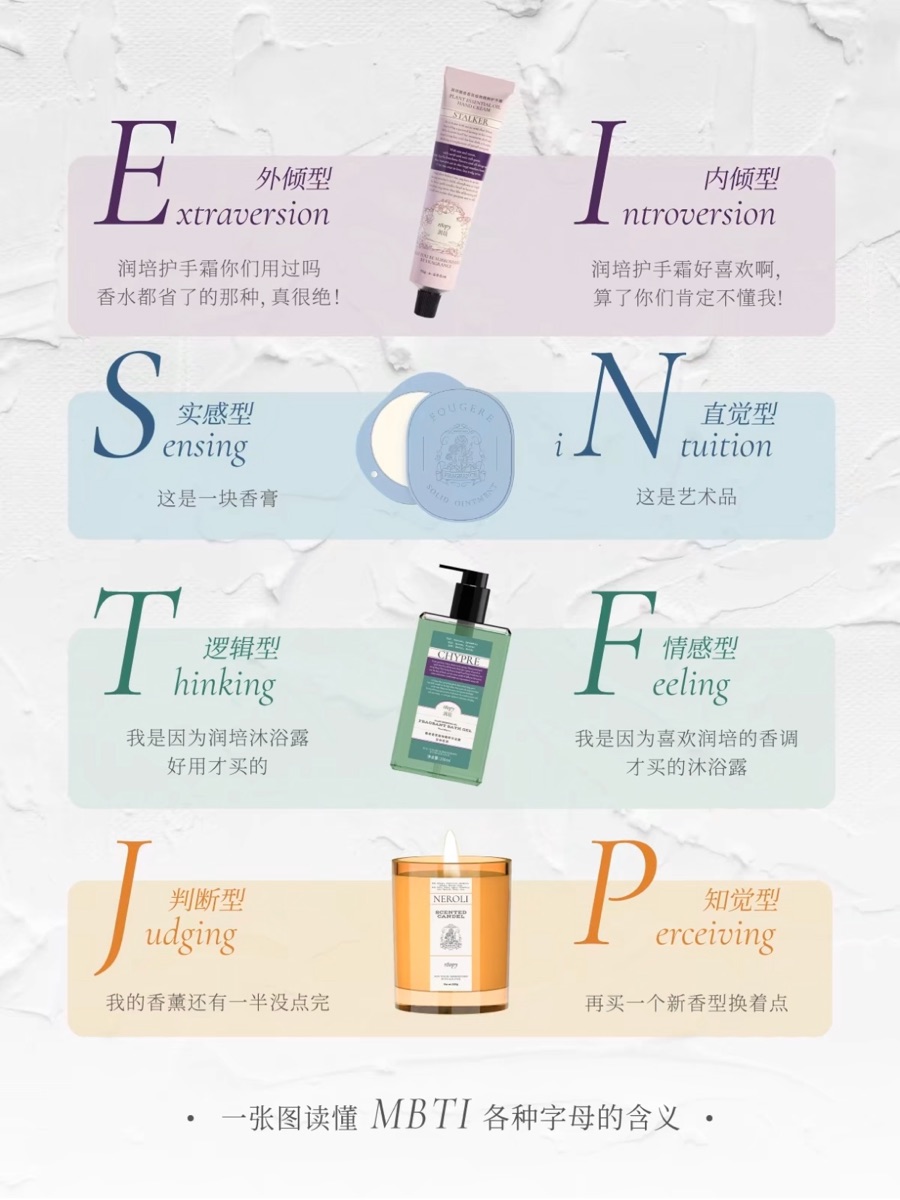 Extraversion
外倾型
润培护手霜你们用过吗
香水都省了的那种，真很绝！
STALKER
Introversion
内倾型
润培护手霜好喜欢啊，
算了你们肯定不懂我！
Sensing
实感型
这是一块香膏
FOUGERE
SOLID OINTMENT
iNtuition
直觉型
这是艺术品
Thinking
逻辑型
我是因为润培沐浴露
好用才买的
CHYPRE
FRAGRANT BATH GEL
Feeling
情感型
我是因为喜欢润培的香调
才买的沐浴露
Judging
判断型
我的香薰还有一半没点完
NEROLI
SCENTED
CANDEL
Perceiving
知觉型
再买一个新香型换着点
• 一张图读懂 MBTI 各种字母的含义 •